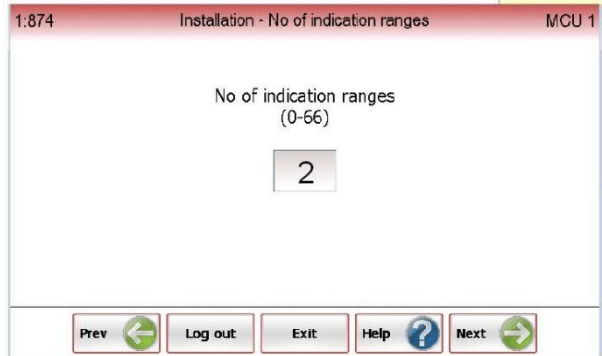 1:874 Installation - No of indication ranges MCU 1
No of indication ranges
(0-66)
2
Prev Log out Exit Help ? Next